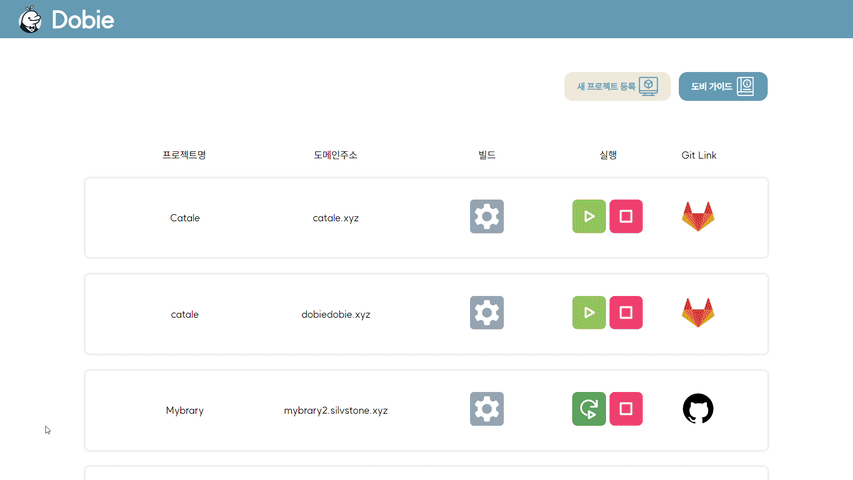 Dobie
새 프로젝트 등록
도비 가이드
프로젝트명 도메인주소 빌드 실행 Git Link
Catale catale.xyz
catale dobiedobie.xyz
Mybrary mybrary2.silvstone.xyz